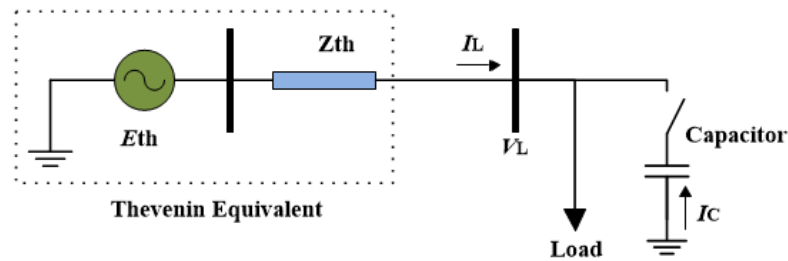 Zth
IL
Eth
VL
Capacitor
IC
Thevenin Equivalent
Load